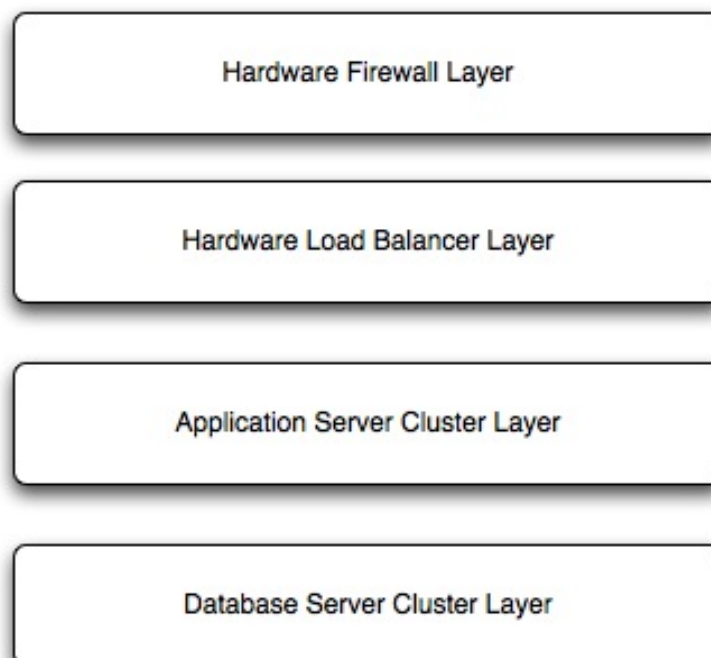 Hardware Firewall Layer
Hardware Load Balancer Layer
Application Server Cluster Layer
Database Server Cluster Layer